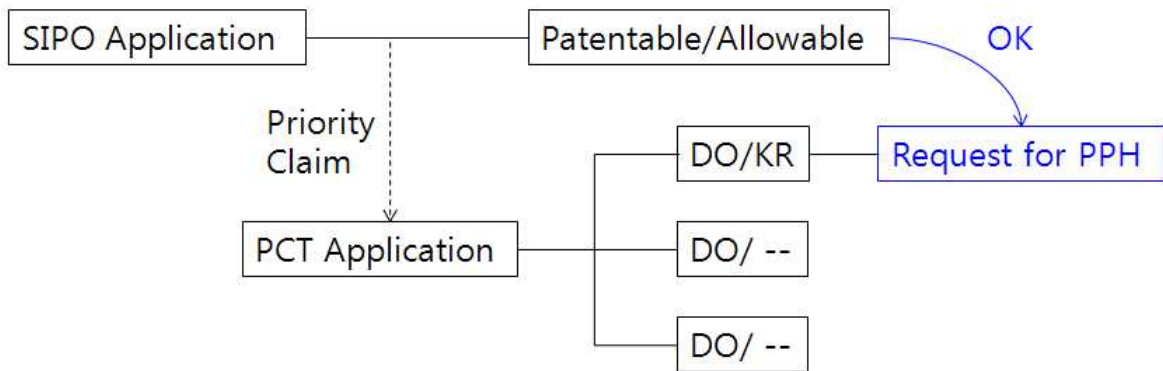 SIPO Application
Patentable/Allowable
OK
Priority
Claim
DO/KR
Request for PPH
PCT Application
DO/ --
DO/ --